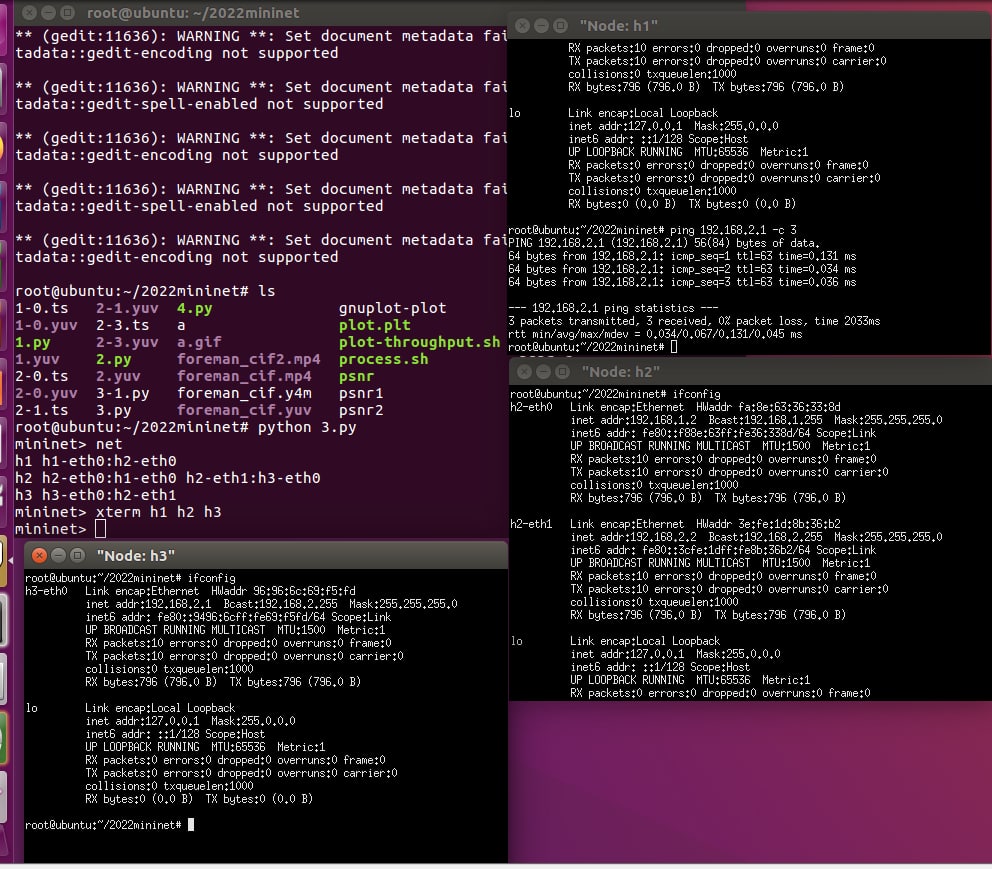 root@ubuntu: ~/2022mininet
** (gedit:11636): WARNING **: Set document metadata fai
tadata::gedit-encoding not supported
** (gedit:11636): WARNING **: Set document metadata fai
tadata::gedit-spell-enabled not supported
** (gedit:11636): WARNING **: Set document metadata fai
tadata::gedit-encoding not supported
** (gedit:11636): WARNING **: Set document metadata fai
tadata::gedit-spell-enabled not supported
** (gedit:11636): WARNING **: Set document metadata fai
tadata::gedit-encoding not supported
root@ubuntu:~/2022mininet# ls
1-0.ts 2-1.yuv 4.py gnuplot-plot
1-0.yuv 2-3.ts a plot.plt
1.py 2-3.yuv a.gif plot-throughput.sh
1.yuv 2.py foreman_cif2.mp4 process.sh
2-0.ts 2.yuv foreman_cif.mp4 psnr
2-0.yuv 3-1.py foreman_cif.y4m psnr1
2-1.ts 3.py foreman_cif.yuv psnr2
root@ubuntu:~/2022mininet# python 3.py
mininet> net
h1 h1-eth0:h2-eth0
h2 h2-eth0:h1-eth0 h2-eth1:h3-eth0
h3 h3-eth0:h2-eth1
mininet> xterm h1 h2 h3
mininet>
"Node: h1"
RX packets:10 errors:0 dropped:0 overruns:0 frame:0
TX packets:10 errors:0 dropped:0 overruns:0 carrier:0
collisions:0 txqueuelen:1000
RX bytes:796 (796.0 B) TX bytes:796 (796.0 B)
lo Link encap:Local Loopback
inet addr:127.0.0.1 Mask:255.0.0.0
inet6 addr: ::1/128 Scope:Host
UP LOOPBACK RUNNING MTU:65536 Metric:1
RX packets:0 errors:0 dropped:0 overruns:0 frame:0
TX packets:0 errors:0 dropped:0 overruns:0 carrier:0
collisions:0 txqueuelen:1000
RX bytes:0 (0.0 B) TX bytes:0 (0.0 B)
root@ubuntu:~/2022mininet# ping 192.168.2.1 -c 3
PING 192.168.2.1 (192.168.2.1) 56(84) bytes of data.
64 bytes from 192.168.2.1: icmp_seq=1 ttl=63 time=0.131 ms
64 bytes from 192.168.2.1: icmp_seq=2 ttl=63 time=0.034 ms
64 bytes from 192.168.2.1: icmp_seq=3 ttl=63 time=0.036 ms
--- 192.168.2.1 ping statistics ---
3 packets transmitted, 3 received, 0% packet loss, time 2033ms
rtt min/avg/max/mdev = 0.034/0.067/0.131/0.045 ms
root@ubuntu:~/2022mininet#
"Node: h2"
root@ubuntu:~/2022mininet# ifconfig
h2-eth0 Link encap:Ethernet HWaddr fa:8e:63:36:33:8d
inet addr:192.168.1.2 Bcast:192.168.1.255 Mask:255.255.255.0
inet6 addr: fe80::f88e:63ff:fe36:338d/64 Scope:Link
UP BROADCAST RUNNING MULTICAST MTU:1500 Metric:1
RX packets:10 errors:0 dropped:0 overruns:0 frame:0
TX packets:10 errors:0 dropped:0 overruns:0 carrier:0
collisions:0 txqueuelen:1000
RX bytes:796 (796.0 B) TX bytes:796 (796.0 B)
h2-eth1 Link encap:Ethernet HWaddr 3e:fe:1d:8b:36:b2
inet addr:192.168.2.2 Bcast:192.168.2.255 Mask:255.255.255.0
inet6 addr: fe80::3cfe:1dff:fe8b:36b2/64 Scope:Link
UP BROADCAST RUNNING MULTICAST MTU:1500 Metric:1
RX packets:10 errors:0 dropped:0 overruns:0 frame:0
TX packets:10 errors:0 dropped:0 overruns:0 carrier:0
collisions:0 txqueuelen:1000
RX bytes:796 (796.0 B) TX bytes:796 (796.0 B)
lo Link encap:Local Loopback
inet addr:127.0.0.1 Mask:255.0.0.0
inet6 addr: ::1/128 Scope:Host
UP LOOPBACK RUNNING MTU:65536 Metric:1
RX packets:0 errors:0 dropped:0 overruns:0 frame:0
"Node: h3"
root@ubuntu:~/2022mininet# ifconfig
h3-eth0 Link encap:Ethernet HWaddr 96:96:6c:69:f5:fd
inet addr:192.168.2.1 Bcast:192.168.2.255 Mask:255.255.255.0
inet6 addr: fe80::9496:6cff:fe69:f5fd/64 Scope:Link
UP BROADCAST RUNNING MULTICAST MTU:1500 Metric:1
RX packets:10 errors:0 dropped:0 overruns:0 frame:0
TX packets:10 errors:0 dropped:0 overruns:0 carrier:0
collisions:0 txqueuelen:1000
RX bytes:796 (796.0 B) TX bytes:796 (796.0 B)
lo Link encap:Local Loopback
inet addr:127.0.0.1 Mask:255.0.0.0
inet6 addr: ::1/128 Scope:Host
UP LOOPBACK RUNNING MTU:65536 Metric:1
RX packets:0 errors:0 dropped:0 overruns:0 frame:0
TX packets:0 errors:0 dropped:0 overruns:0 carrier:0
collisions:0 txqueuelen:1000
RX bytes:0 (0.0 B) TX bytes:0 (0.0 B)
root@ubuntu:~/2022mininet#